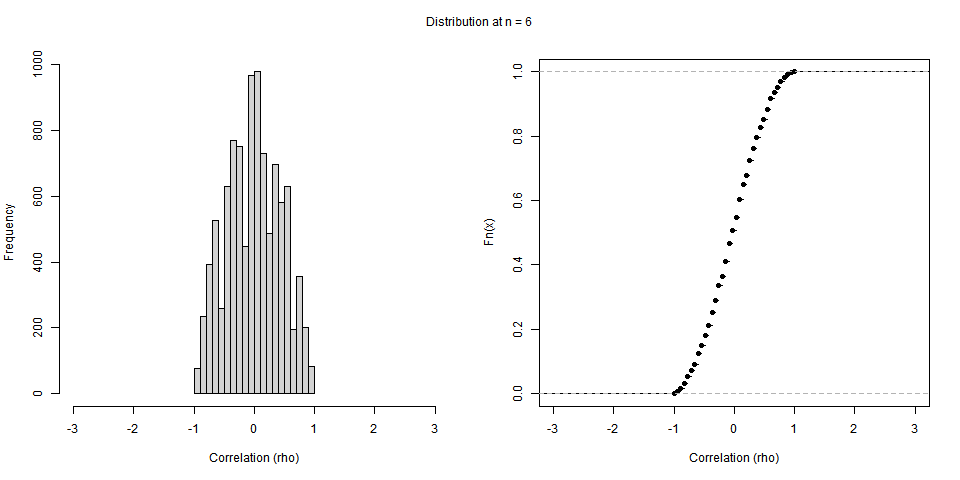 Distribution at n = 6
Frequency
1000
800
600
400
200
0
-3 -2 -1 0 1 2 3
Correlation (rho)
Fn(x)
1.0
0.8
0.6
0.4
0.2
0.0
-3 -2 -1 0 1 2 3
Correlation (rho)